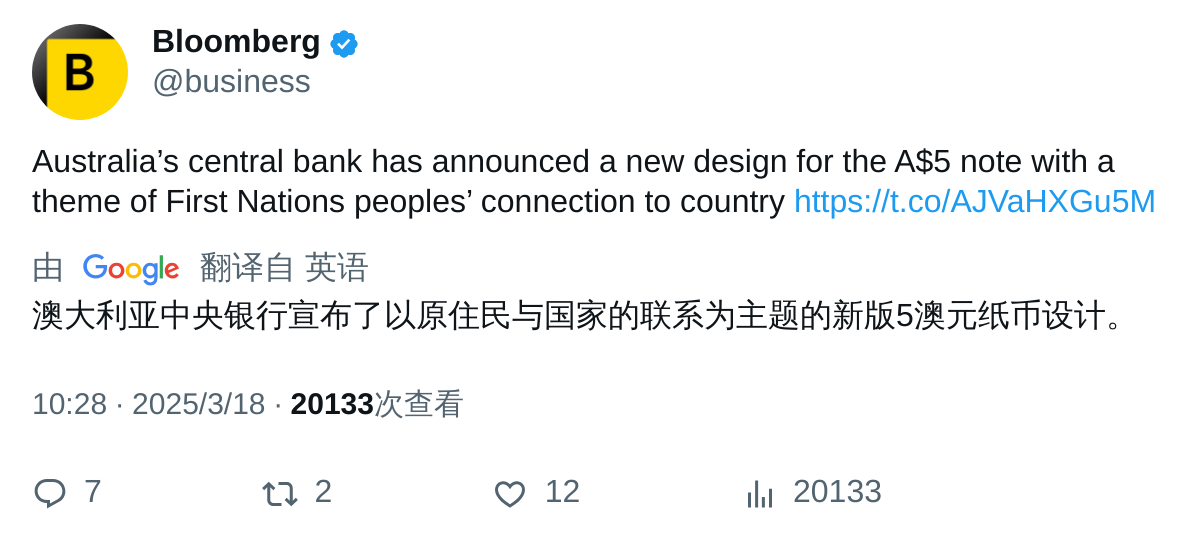 B
Bloomberg
@business
Australia’s central bank has announced a new design for the A$5 note with a
theme of First Nations peoples’ connection to country https://t.co/AJVaHXGu5M
由 Google 翻译自 英语
澳大利亚中央银行宣布了以原住民与国家的联系为主题的新版5澳元纸币设计。
10:28 · 2025/3/18 · 20133次查看
7 2 12 20133